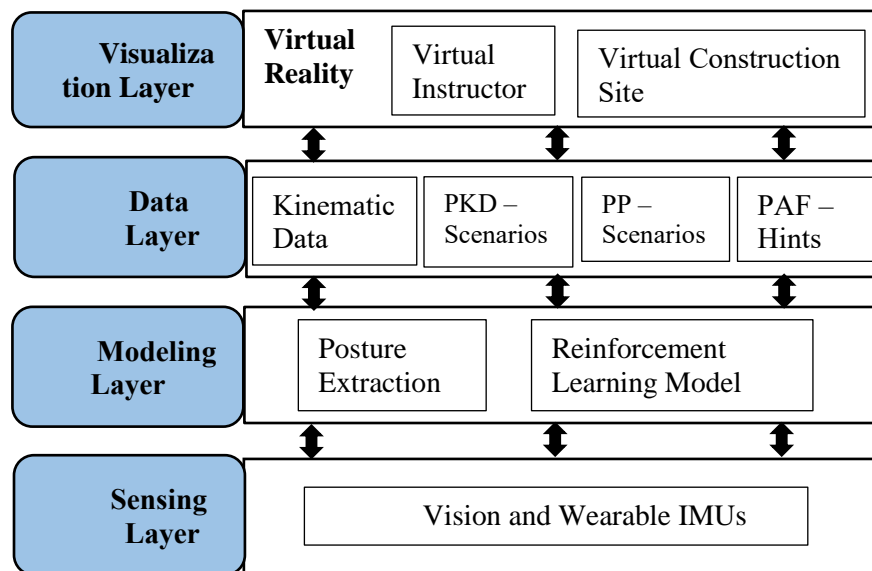 Visualiza
tion Layer
Virtual
Reality
Virtual
Instructor
Virtual Construction
Site
Data
Layer
Kinematic
Data
PKD –
Scenarios
PP –
Scenarios
PAF –
Hints
Modeling
Layer
Posture
Extraction
Reinforcement
Learning Model
Sensing
Layer
Vision and Wearable IMUs